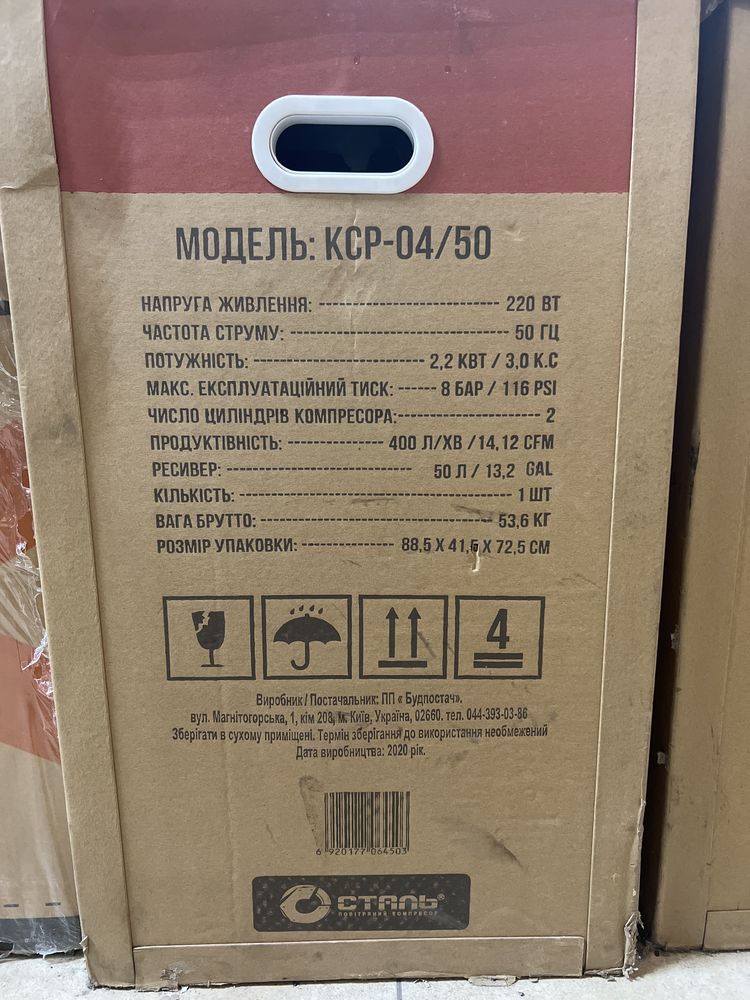 МОДЕЛЬ: КСР-04/50
НАПРУГА ЖИВЛЕННЯ: 220 ВТ
ЧАСТОТА СТРУМУ: 50 ГЦ
ПОТУЖНІСТЬ: 2,2 КВТ / 3,0 К.С
МАКС. ЕКСПЛУАТАЦІЙНИЙ ТИСК: 8 БАР / 116 PSI
ЧИСЛО ЦИЛІНДРІВ КОМПРЕСОРА: 2
ПРОДУКТІВНІСТЬ: 400 Л/ХВ / 14,12 CFM
РЕСИВЕР: 50 Л / 13,2 GAL
КІЛЬКІСТЬ: 1 ШТ
ВАГА БРУТТО: 53,6 КГ
РОЗМІР УПАКОВКИ: 88,5 Х 41,5 Х 72,5 СМ
4
Виробник / Постачальник: ПП « Будпостач».
вул. Магнітогорська, 1, кім 208, м. Київ, Україна, 02660. тел. 044-393-03-86
Зберігати в сухому приміщені. Термін зберігання до використання необмежений
Дата виробництва: 2020 рік.
6 920177 064503
СТАЛЬ®
ПОВІТРЯНИЙ КОМПРЕСОР